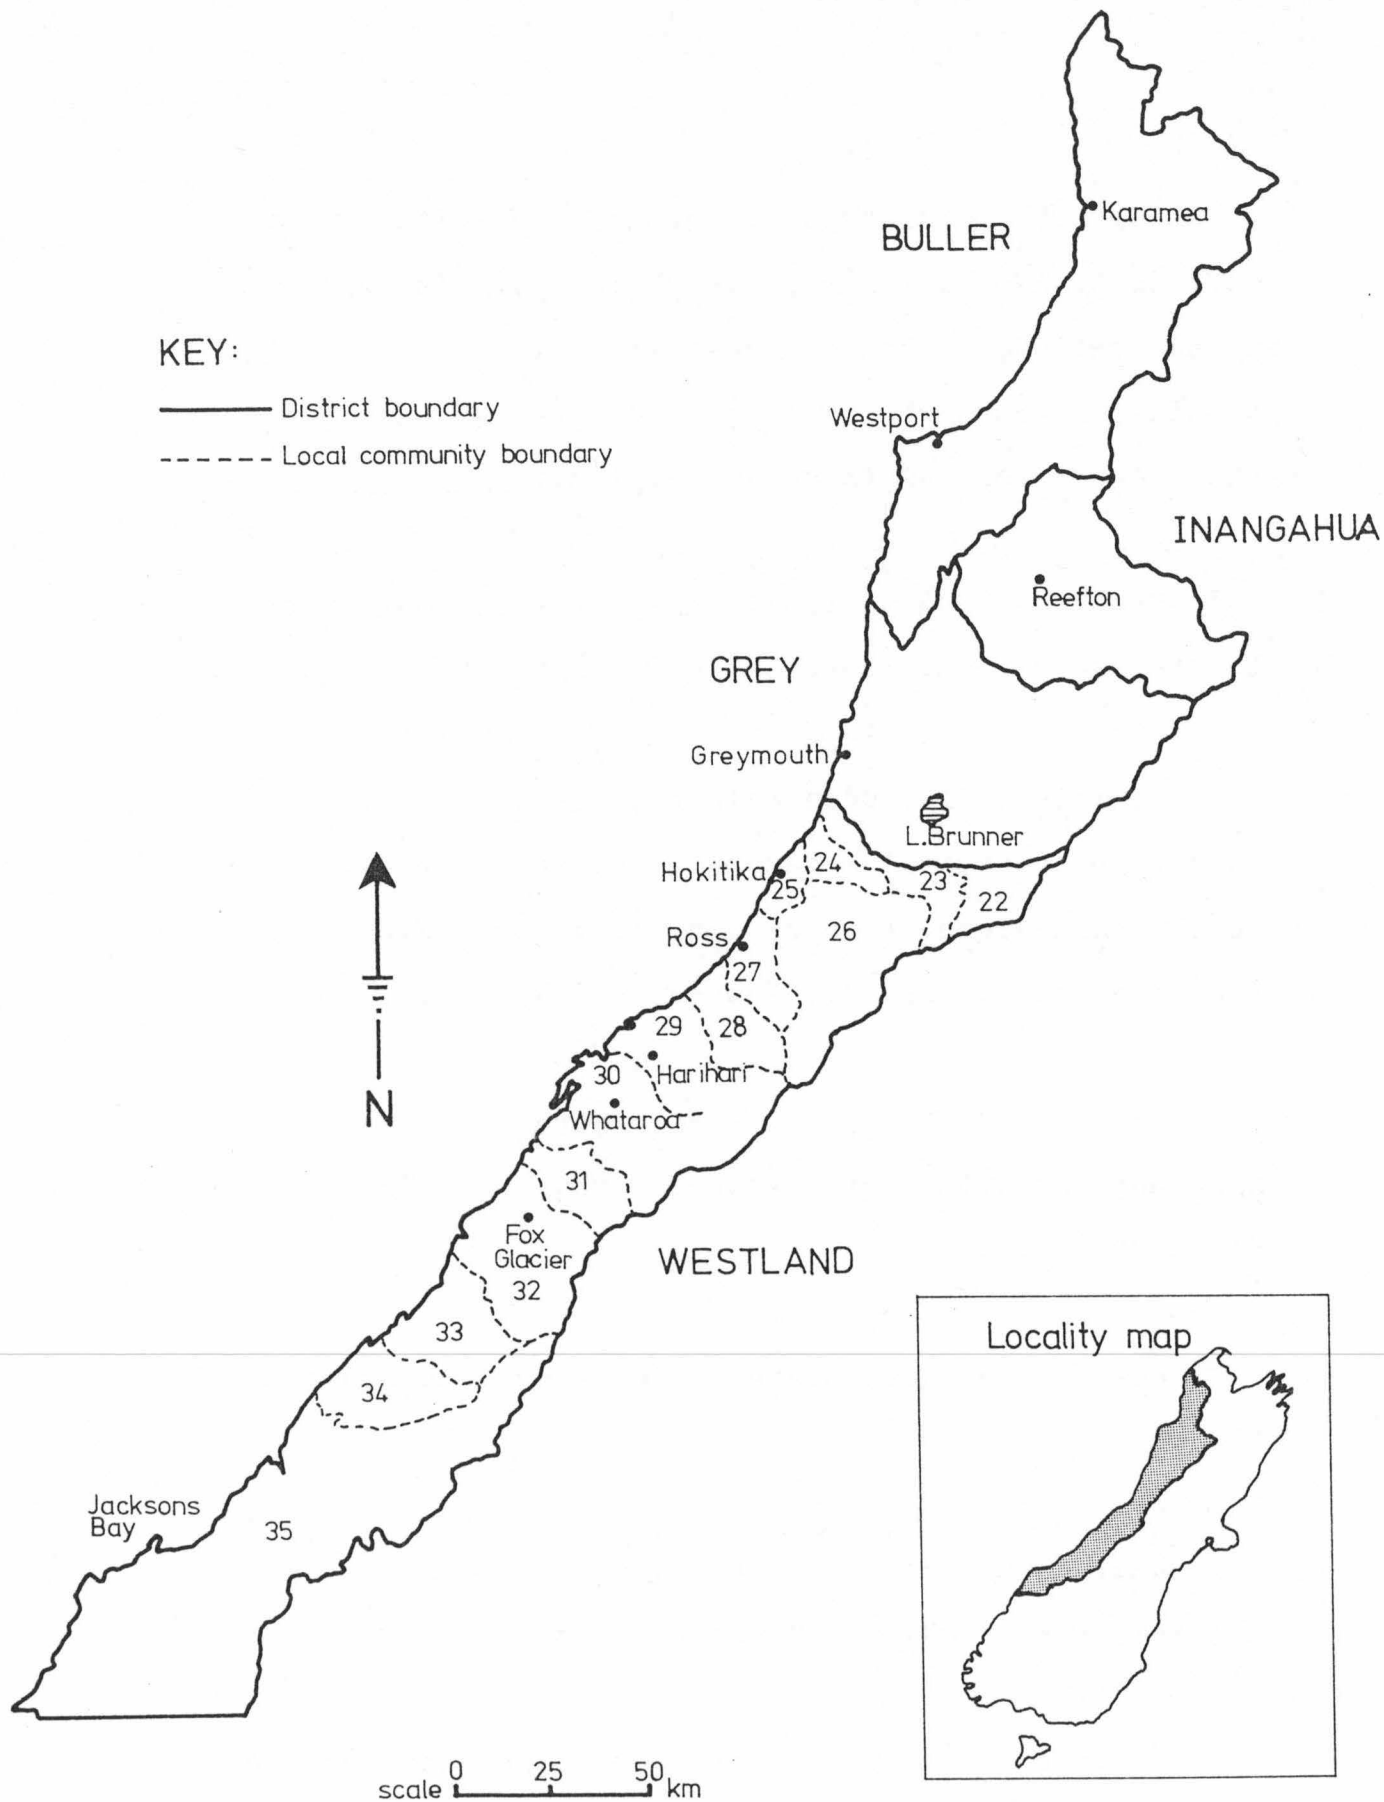 Karamea
BULLER
KEY:
District boundary
Local community boundary
Westport
INANGAHUA
Reefton
GREY
Greymouth
L.Brunner
Hokitika
24
25
23
22
26
Ross
27
29
28
30
Harihari
Whataroa
N
31
Fox
Glacier
32
WESTLAND
33
34
Locality map
Jacksons
Bay
35
0 25 50
scale km